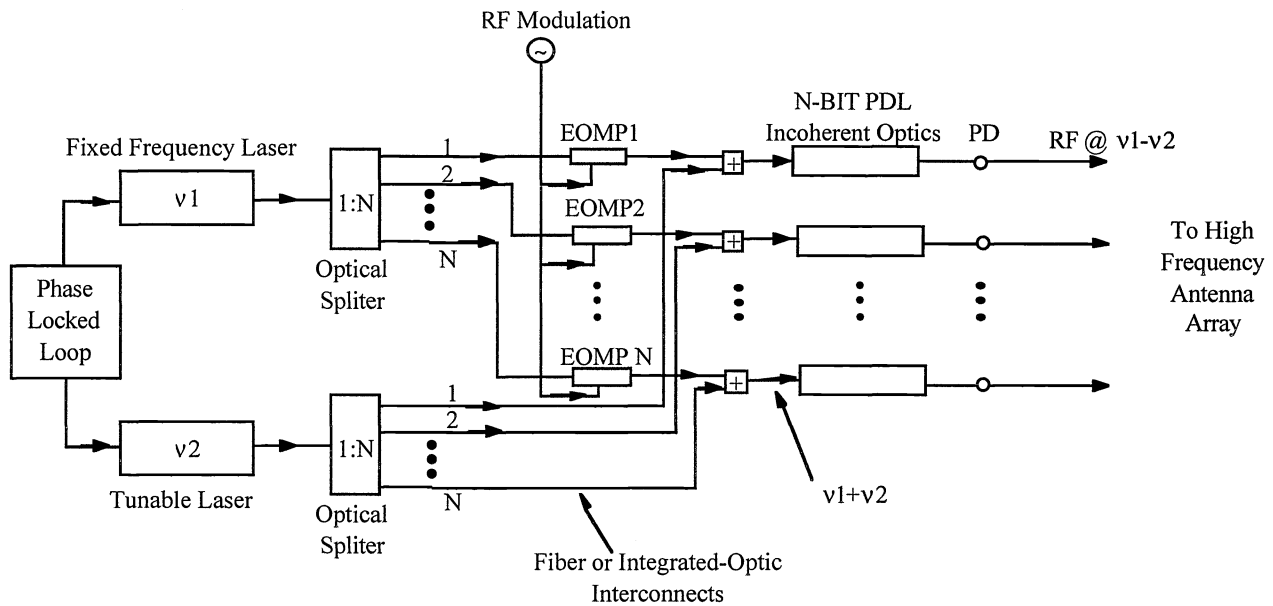 RF Modulation
~
N-BIT PDL
Incoherent Optics
PD
RF @ ν1-ν2
EOMP1
Fixed Frequency Laser
1
2
N
+
ν1
1:N
EOMP2
+
Optical
Spliter
To High
Frequency
Antenna
Array
Phase
Locked
Loop
EOMP N
+
1
2
N
ν2
1:N
Tunable Laser
Optical
Spliter
ν1+ν2
Fiber or Integrated-Optic
Interconnects